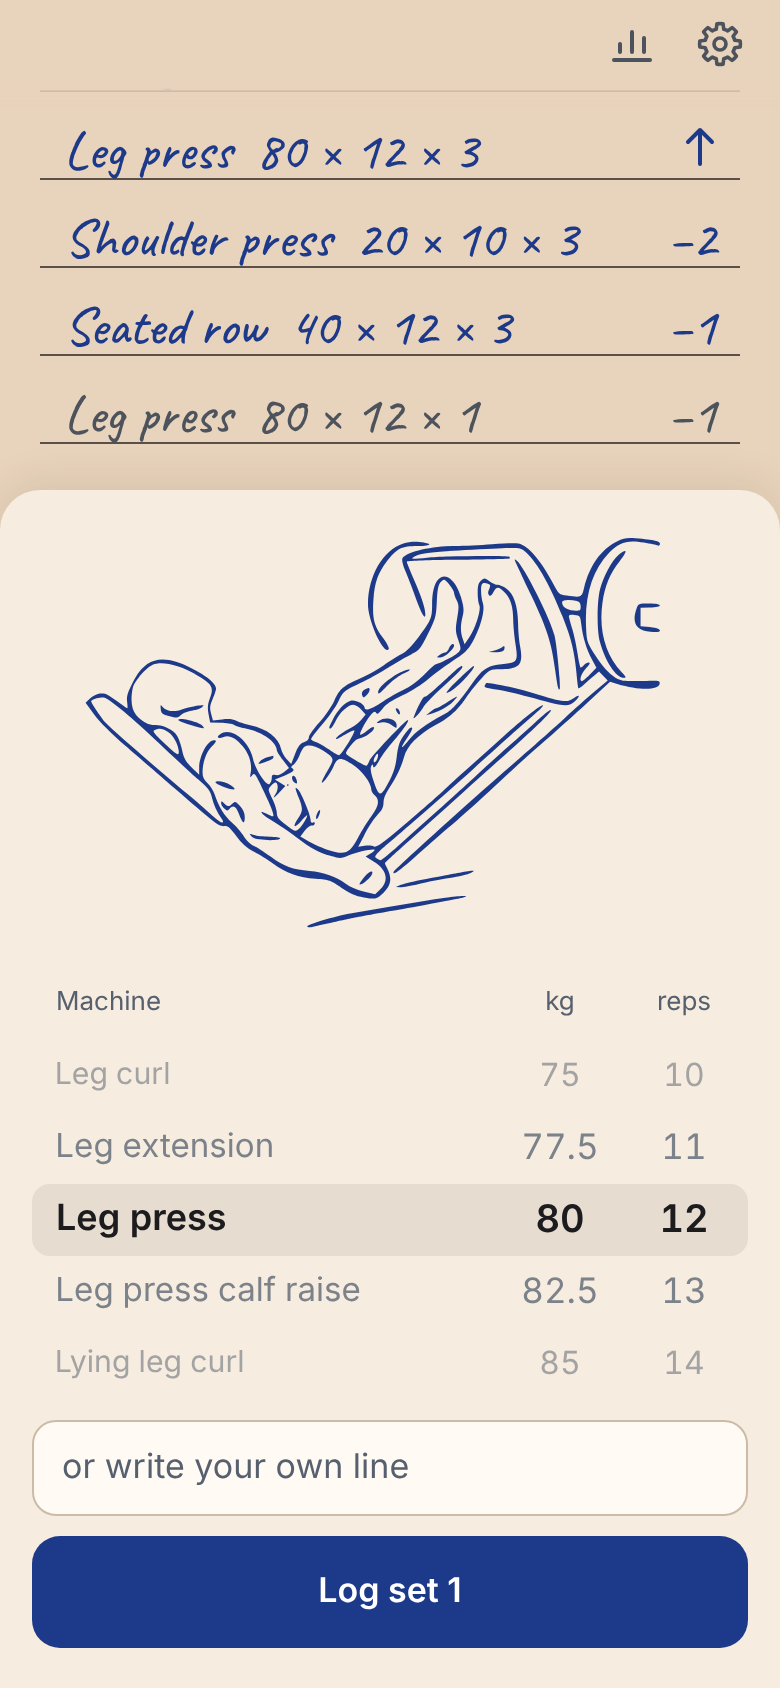 Leg press 80 × 12 × 3 ↑
Shoulder press 20 × 10 × 3 –2
Seated row 40 × 12 × 3 –1
Leg press 80 × 12 × 1 –1
Machine kg reps
Leg curl 75 10
Leg extension 77.5 11
Leg press 80 12
Leg press calf raise 82.5 13
Lying leg curl 85 14
or write your own line
Log set 1